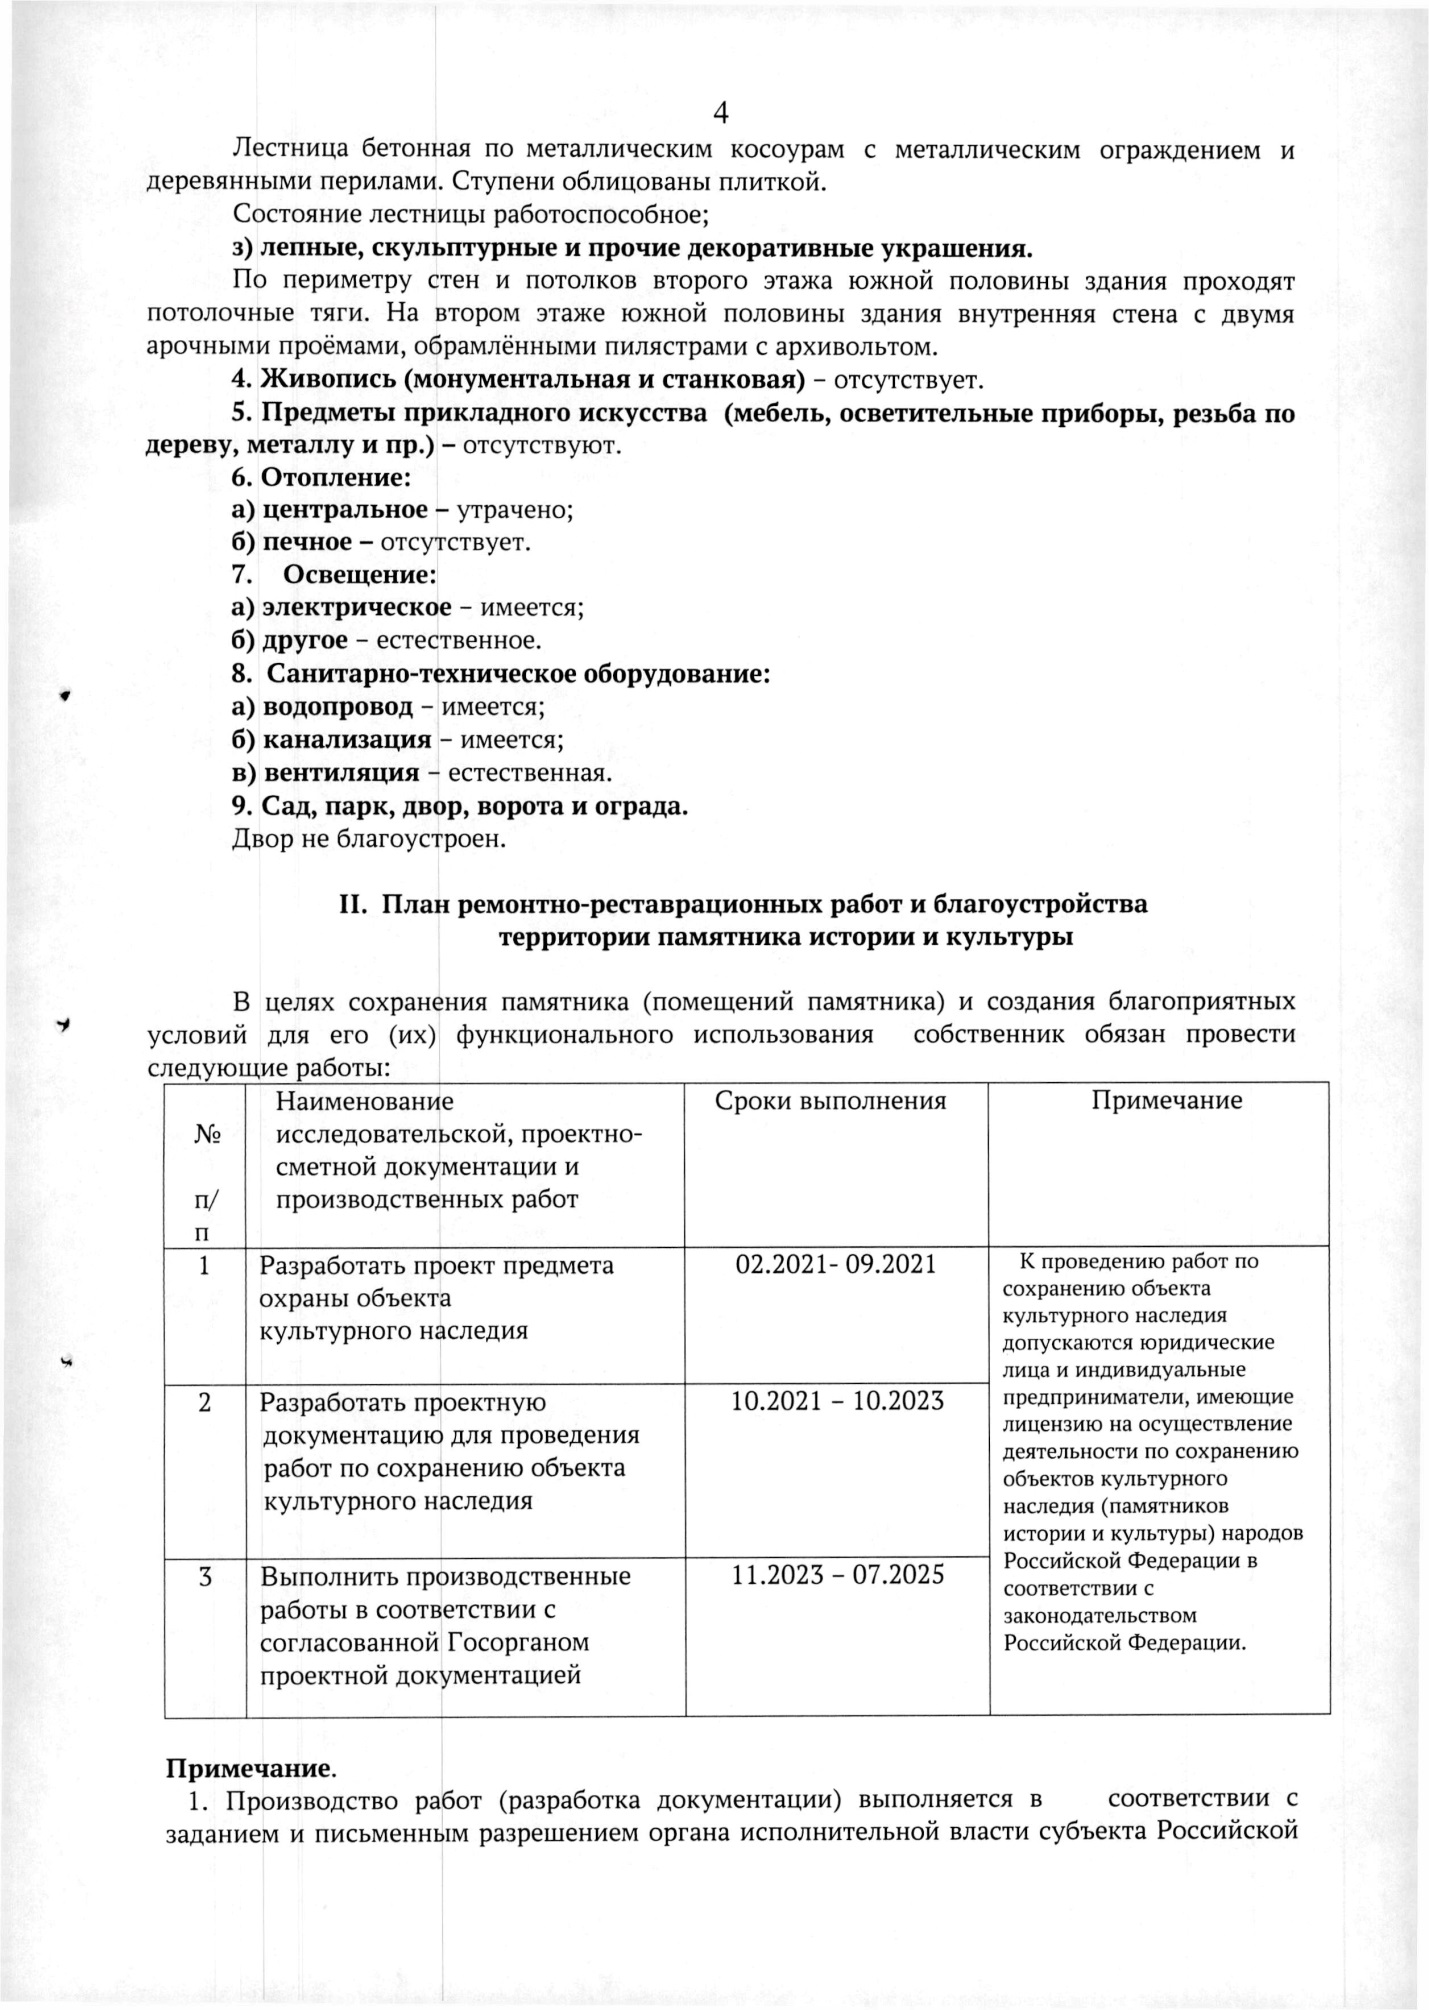 4
Лестница бетонная по металлическим косоурам с металлическим ограждением и
деревянными перилами. Ступени облицованы плиткой.
Состояние лестницы работоспособное;
з) лепные, скульптурные и прочие декоративные украшения.
По периметру стен и потолков второго этажа южной половины здания проходят
потолочные тяги. На втором этаже южной половины здания внутренняя стена с двумя
арочными проёмами, обрамлёнными пилястрами с архивольтом.
4. Живопись (монументальная и станковая) – отсутствует.
5. Предметы прикладного искусства (мебель, осветительные приборы, резьба по
дереву, металлу и пр.) – отсутствуют.
6. Отопление:
а) центральное – утрачено;
б) печное – отсутствует.
7. Освещение:
а) электрическое – имеется;
б) другое – естественное.
8. Санитарно-техническое оборудование:
а) водопровод – имеется;
б) канализация – имеется;
в) вентиляция – естественная.
9. Сад, парк, двор, ворота и ограда.
Двор не благоустроен.
II. План ремонтно-реставрационных работ и благоустройства
территории памятника истории и культуры
В целях сохранения памятника (помещений памятника) и создания благоприятных
условий для его (их) функционального использования собственник обязан провести
следующие работы:
№
п/
п
Наименование
исследовательской, проектно-
сметной документации и
производственных работ
Сроки выполнения
Примечание
1
Разработать проект предмета
охраны объекта
культурного наследия
02.2021- 09.2021
К проведению работ по
сохранению объекта
культурного наследия
допускаются юридические
лица и индивидуальные
предприниматели, имеющие
лицензию на осуществление
деятельности по сохранению
объектов культурного
наследия (памятников
истории и культуры) народов
Российской Федерации в
соответствии с
законодательством
Российской Федерации.
2
Разработать проектную
документацию для проведения
работ по сохранению объекта
культурного наследия
10.2021 – 10.2023
3
Выполнить производственные
работы в соответствии с
согласованной Госорганом
проектной документацией
11.2023 – 07.2025
Примечание.
1. Производство работ (разработка документации) выполняется в соответствии с
заданием и письменным разрешением органа исполнительной власти субъекта Российской